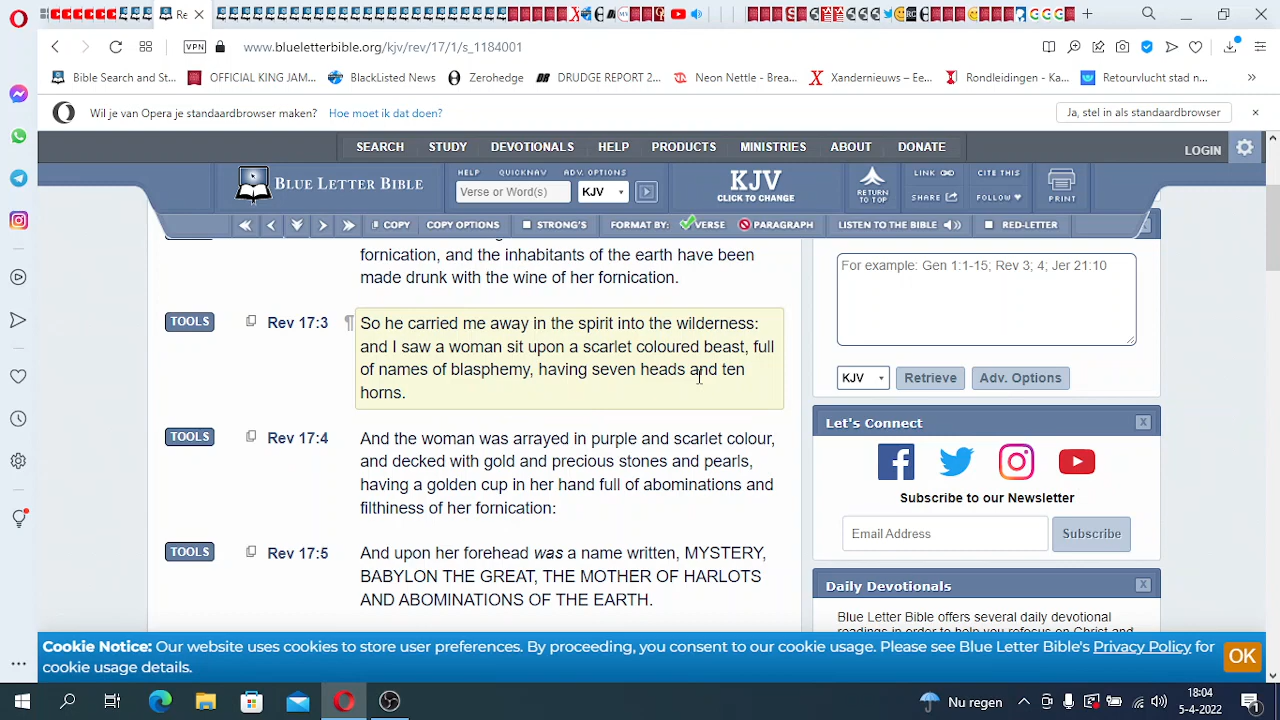 Re
www.blueletterbible.org/kjv/rev/17/1/s_1184001
VPN
Bible Search and St...
OFFICIAL KING JAM...
BlackListed News
Zerohedge
DRUDGE REPORT 2...
Neon Nettle - Brea...
Xandernieuws – Ee...
Rondleidingen - Ka...
Retourvlucht stad n...
Wil je van Opera je standaardbrowser maken?
Hoe moet ik dat doen?
Ja, stel in als standaardbrowser
SEARCH
STUDY
DEVOTIONALS
HELP
PRODUCTS
MINISTRIES
ABOUT
DONATE
LOGIN
BLUE LETTER BIBLE
HELP
QUICKNAV
ADV. OPTIONS
Verse or Word(s)
KJV
KJV
CLICK TO CHANGE
RETURN
TO TOP
LINK
SHARE
CITE THIS
FOLLOW
PRINT
COPY
COPY OPTIONS
STRONG'S
FORMAT BY:
VERSE
PARAGRAPH
LISTEN TO THE BIBLE
RED-LETTER
fornication, and the inhabitants of the earth have been
made drunk with the wine of her fornication.
TOOLS
Rev 17:3
¶
So he carried me away in the spirit into the wilderness:
and I saw a woman sit upon a scarlet coloured beast, full
of names of blasphemy, having seven heads and ten
horns.
TOOLS
Rev 17:4
And the woman was arrayed in purple and scarlet colour,
and decked with gold and precious stones and pearls,
having a golden cup in her hand full of abominations and
filthiness of her fornication:
TOOLS
Rev 17:5
And upon her forehead was a name written, MYSTERY,
BABYLON THE GREAT, THE MOTHER OF HARLOTS
AND ABOMINATIONS OF THE EARTH.
For example: Gen 1:1-15; Rev 3; 4; Jer 21:10
KJV
Retrieve
Adv. Options
Let's Connect
X
Subscribe to our Newsletter
Email Address
Subscribe
Daily Devotionals
X
Blue Letter Bible offers several daily devotional
readings in order to help you refocus on Christ and
Cookie Notice: Our website uses cookies to store user preferences. By proceeding, you consent to our cookie usage. Please see Blue Letter Bible's Privacy Policy for
cookie usage details.
OK
Nu regen
18:04
5-4-2022
1